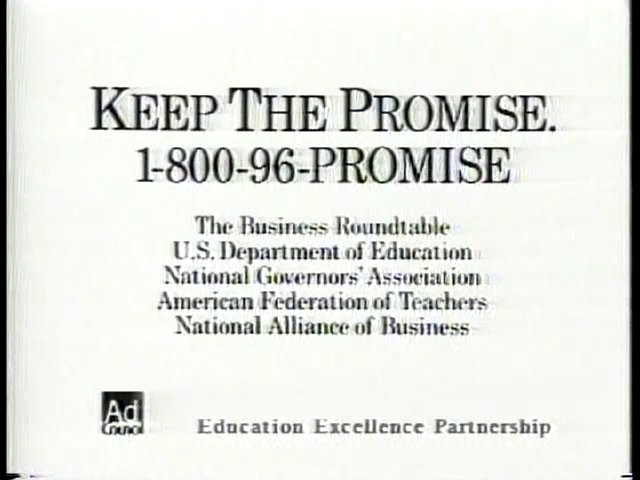 KEEP THE PROMISE.
1-800-96-PROMISE
The Business Roundtable
U.S. Department of Education
National Governors' Association
American Federation of Teachers
National Alliance of Business
Ad
Council
Education Excellence Partnership